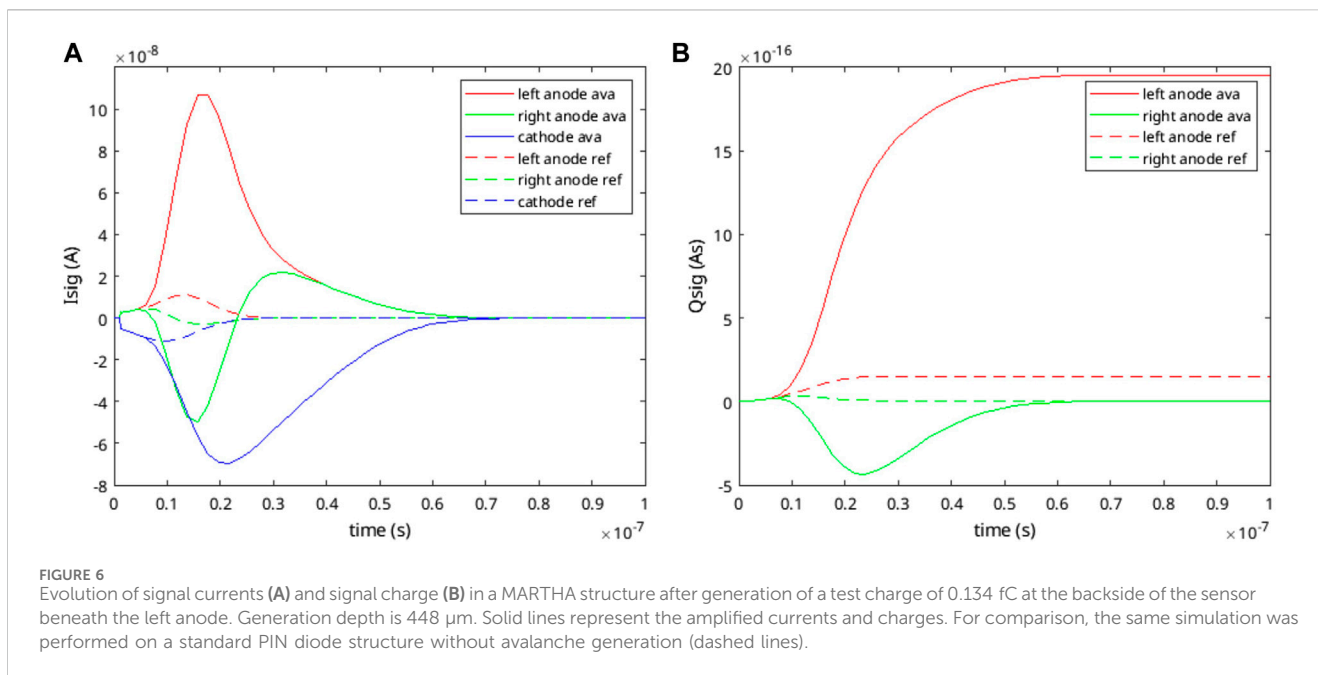 A
×10⁻⁸
10
8
6
4
2
0
-2
-4
-6
-8
Isig (A)
0 0.1 0.2 0.3 0.4 0.5 0.6 0.7 0.8 0.9 1
time (s)
×10⁻⁷
left anode ava
right anode ava
cathode ava
left anode ref
right anode ref
cathode ref
B
×10⁻¹⁶
20
15
10
5
0
-5
Qsig (As)
0 0.1 0.2 0.3 0.4 0.5 0.6 0.7 0.8 0.9 1
time (s)
×10⁻⁷
left anode ava
right anode ava
left anode ref
right anode ref
FIGURE 6
Evolution of signal currents (A) and signal charge (B) in a MARTHA structure after generation of a test charge of 0.134 fC at the backside of the sensor
beneath the left anode. Generation depth is 448 μm. Solid lines represent the amplified currents and charges. For comparison, the same simulation was
performed on a standard PIN diode structure without avalanche generation (dashed lines).